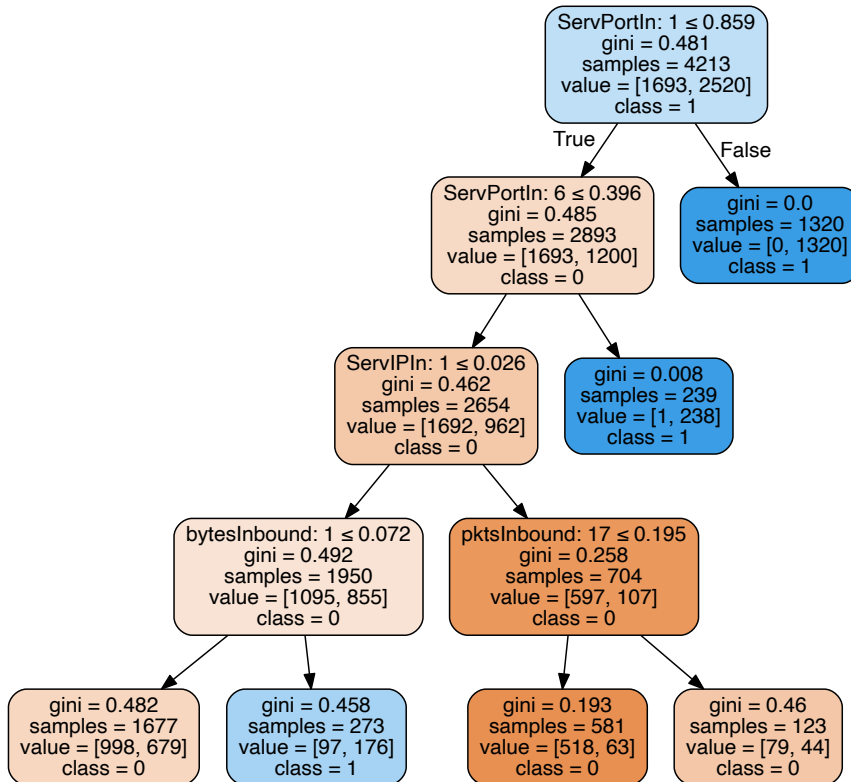 ServPortIn: 1 ≤ 0.859
gini = 0.481
samples = 4213
value = [1693, 2520]
class = 1
True
False
ServPortIn: 6 ≤ 0.396
gini = 0.485
samples = 2893
value = [1693, 1200]
class = 0
gini = 0.0
samples = 1320
value = [0, 1320]
class = 1
ServIPIn: 1 ≤ 0.026
gini = 0.462
samples = 2654
value = [1692, 962]
class = 0
gini = 0.008
samples = 239
value = [1, 238]
class = 1
bytesInbound: 1 ≤ 0.072
gini = 0.492
samples = 1950
value = [1095, 855]
class = 0
pktsInbound: 17 ≤ 0.195
gini = 0.258
samples = 704
value = [597, 107]
class = 0
gini = 0.482
samples = 1677
value = [998, 679]
class = 0
gini = 0.458
samples = 273
value = [97, 176]
class = 1
gini = 0.193
samples = 581
value = [518, 63]
class = 0
gini = 0.46
samples = 123
value = [79, 44]
class = 0